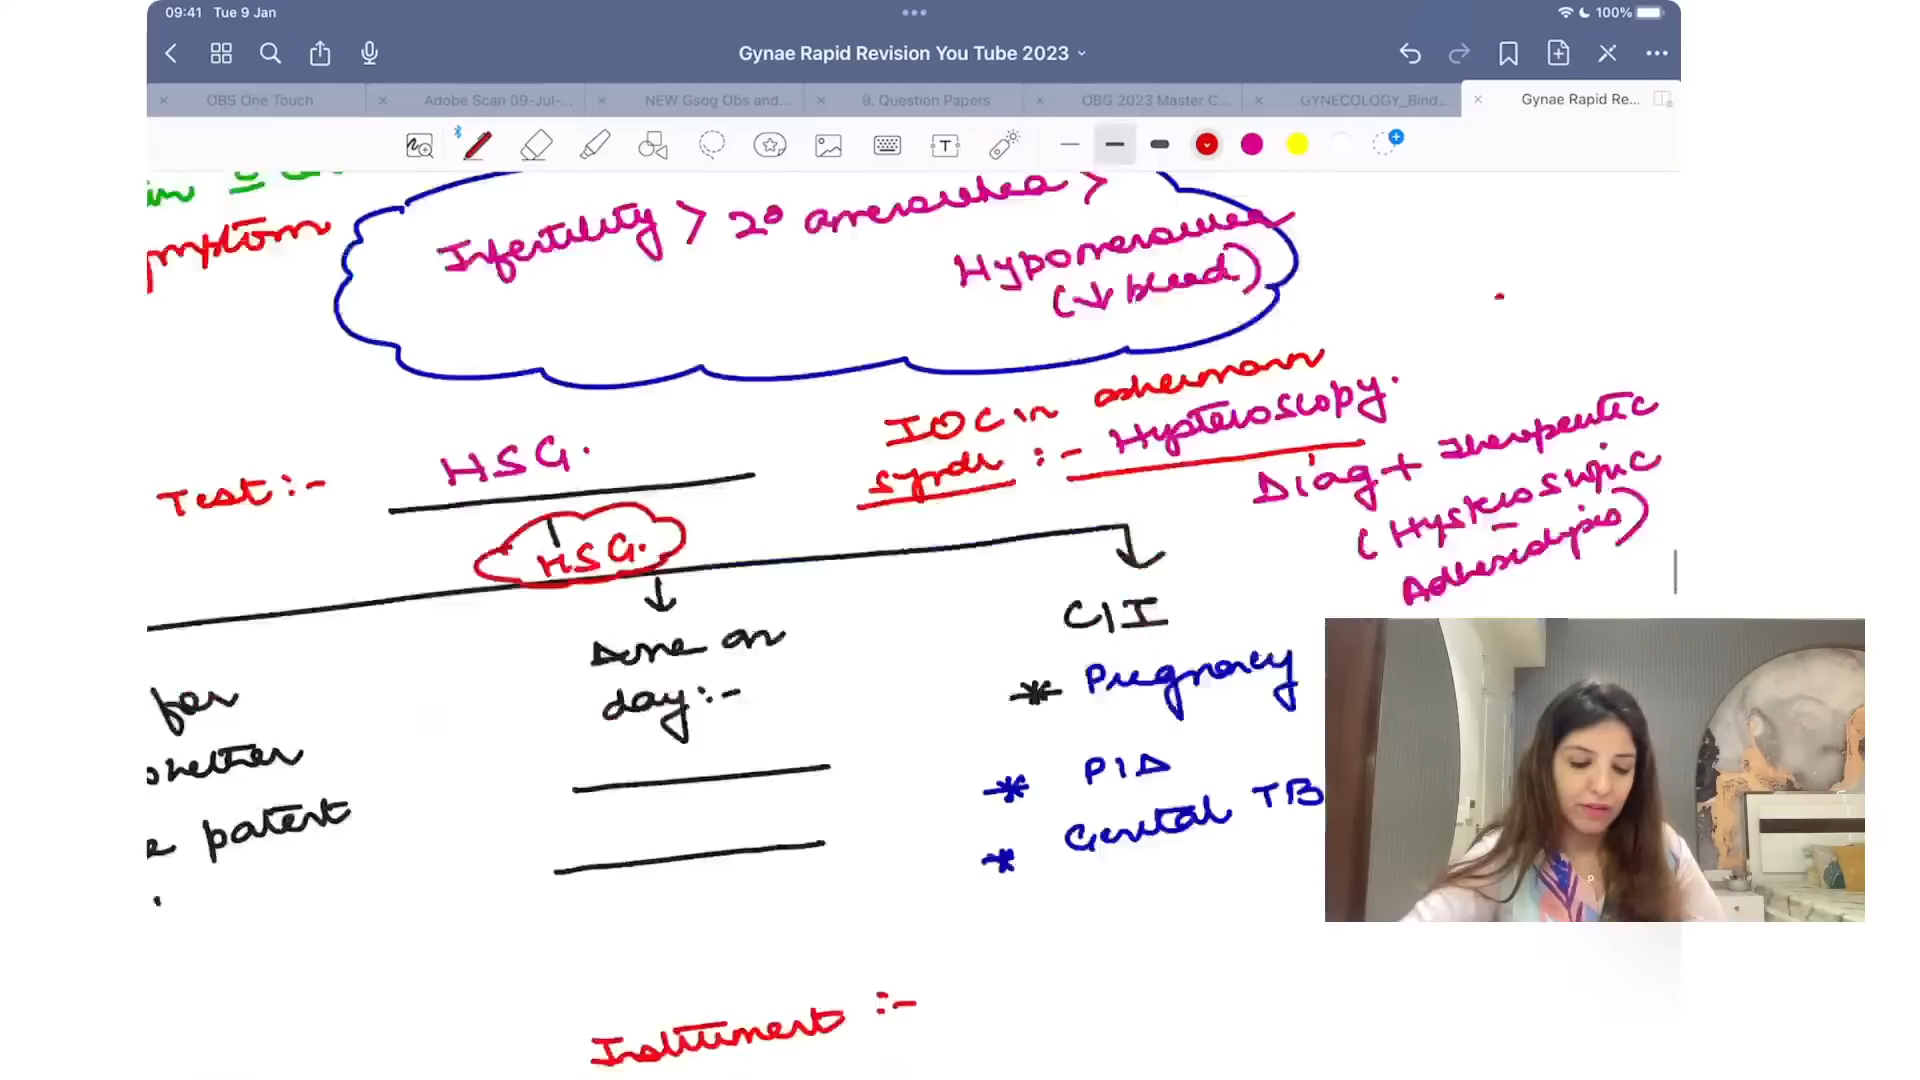 09:41 Tue 9 Jan
100%
Gynae Rapid Revision You Tube 2023
OBS One Touch
Adobe Scan 09-Jul-...
NEW Gsog Obs and...
9. Question Papers
OBG 2023 Master C...
GYNECOLOGY_Bind...
Gynae Rapid Re...
in
mptom
Infertility > 2° amenorrhea >
Hypomenorrhea
(↓ bleed)
IOC in asherman
syndr :- Hysteroscopy.
Diag + Therapeutic
(Hysteroscopic
Adhesiolysis)
Test :- HSG.
HSG.
for
whether
e patent
Done on
day :-
C/I
* Pregnancy
* PID
* Genital TB
Instrument :-